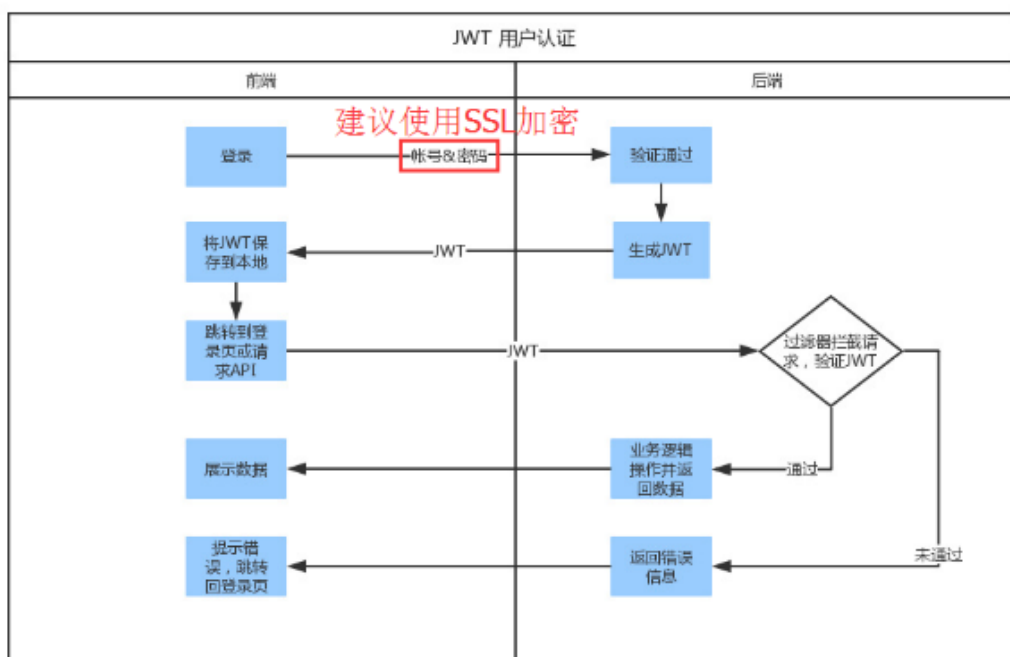 JWT 用户认证
前端
后端
建议使用SSL加密
登录
帐号&密码
验证通过
将JWT保
存到本地
JWT
生成JWT
跳转到登
录页或请
求API
JWT
过滤器拦截请
求，验证JWT
展示数据
业务逻辑
操作并返
回数据
通过
提示错
误，跳转
回登录页
返回错误
信息
未通过